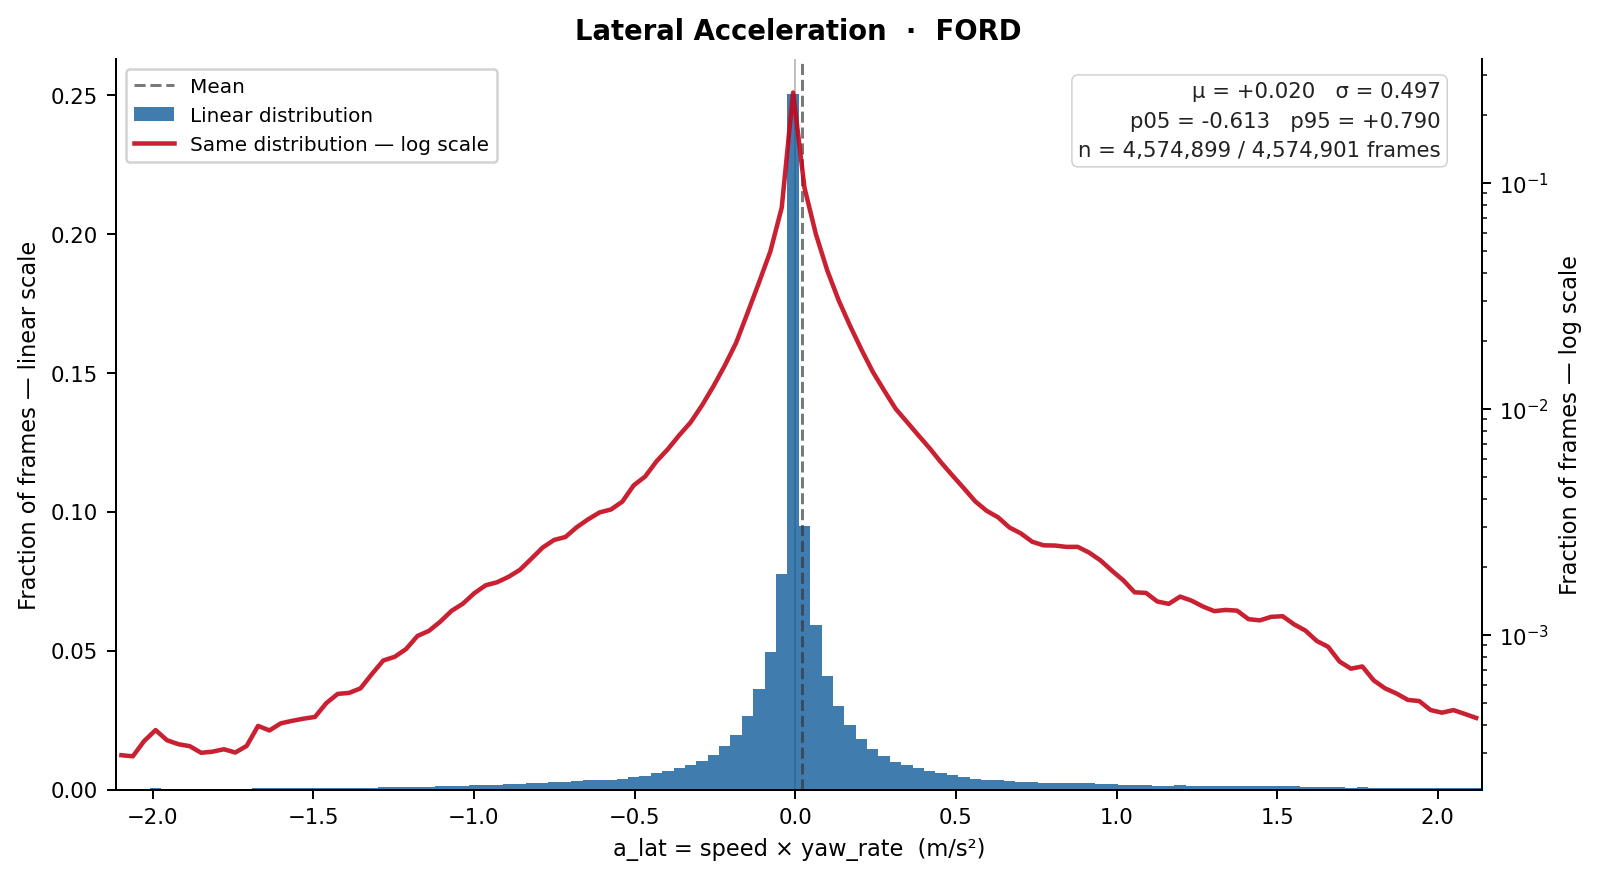 Lateral Acceleration · FORD
Mean
Linear distribution
Same distribution — log scale
μ = +0.020 σ = 0.497
p05 = -0.613 p95 = +0.790
n = 4,574,899 / 4,574,901 frames
Fraction of frames — linear scale
0.25
0.20
0.15
0.10
0.05
0.00
10⁻¹
10⁻²
10⁻³
Fraction of frames — log scale
−2.0 −1.5 −1.0 −0.5 0.0 0.5 1.0 1.5 2.0
a_lat = speed × yaw_rate (m/s²)